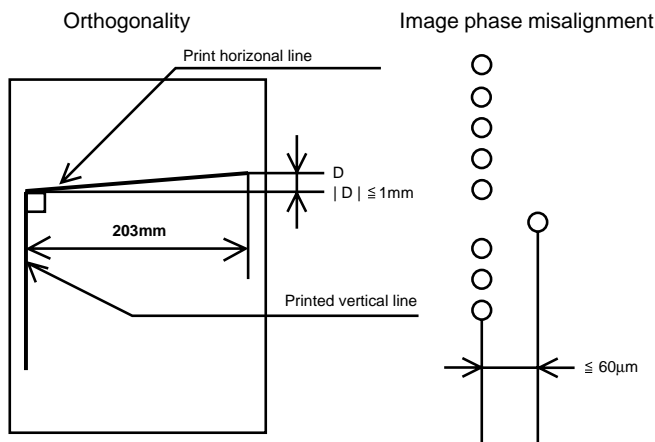 Orthogonality
Image phase misalignment
Print horizonal line
D
| D | ≦ 1mm
203mm
Printed vertical line
≦ 60µm